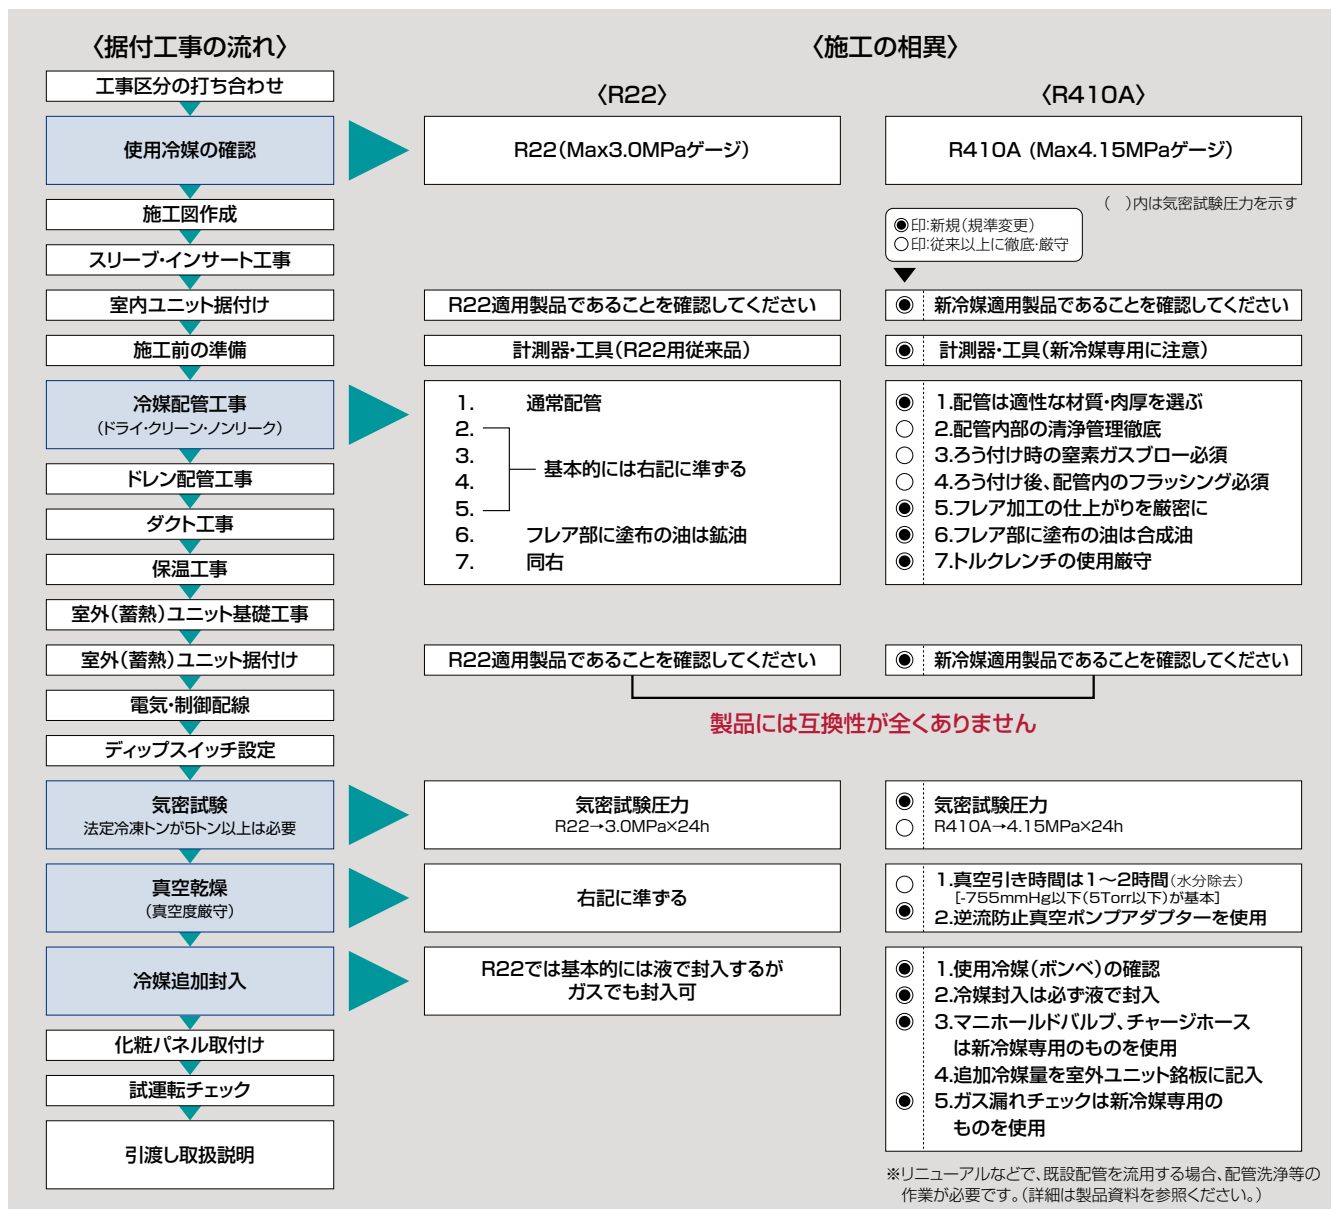 〈据付工事の流れ〉
〈施工の相異〉
〈R22〉
〈R410A〉
工事区分の打ち合わせ
使用冷媒の確認
R22(Max3.0MPaゲージ)
R410A (Max4.15MPaゲージ)
(　)内は気密試験圧力を示す
施工図作成
◉印:新規(規準変更)
○印:従来以上に徹底・厳守
スリーブ・インサート工事
室内ユニット据付け
R22適用製品であることを確認してください
◉ 新冷媒適用製品であることを確認してください
施工前の準備
計測器・工具(R22用従来品)
◉ 計測器・工具(新冷媒専用に注意)
冷媒配管工事
(ドライ・クリーン・ノンリーク)
1. 通常配管
2.
3.
4.
5.
基本的には右記に準ずる
6. フレア部に塗布の油は鉱油
7. 同右
◉ 1.配管は適性な材質・肉厚を選ぶ
○ 2.配管内部の清浄管理徹底
○ 3.ろう付け時の窒素ガスブロー必須
○ 4.ろう付け後、配管内のフラッシング必須
◉ 5.フレア加工の仕上がりを厳密に
◉ 6.フレア部に塗布の油は合成油
◉ 7.トルクレンチの使用厳守
ドレン配管工事
ダクト工事
保温工事
室外(蓄熱)ユニット基礎工事
室外(蓄熱)ユニット据付け
R22適用製品であることを確認してください
◉ 新冷媒適用製品であることを確認してください
製品には互換性が全くありません
電気・制御配線
ディップスイッチ設定
気密試験
法定冷凍トンが5トン以上は必要
気密試験圧力
R22→3.0MPa×24h
◉ 気密試験圧力
○ R410A→4.15MPa×24h
真空乾燥
(真空度厳守)
右記に準ずる
○ 1.真空引き時間は1〜2時間(水分除去)
[-755mmHg以下(5Torr以下)が基本]
◉ 2.逆流防止真空ポンプアダプターを使用
冷媒追加封入
R22では基本的には液で封入するが
ガスでも封入可
◉ 1.使用冷媒(ボンベ)の確認
◉ 2.冷媒封入は必ず液で封入
◉ 3.マニホールドバルブ、チャージホース
は新冷媒専用のものを使用
4.追加冷媒量を室外ユニット銘板に記入
◉ 5.ガス漏れチェックは新冷媒専用の
ものを使用
化粧パネル取付け
試運転チェック
引渡し取扱説明
※リニューアルなどで、既設配管を流用する場合、配管洗浄等の
作業が必要です。(詳細は製品資料を参照ください。)